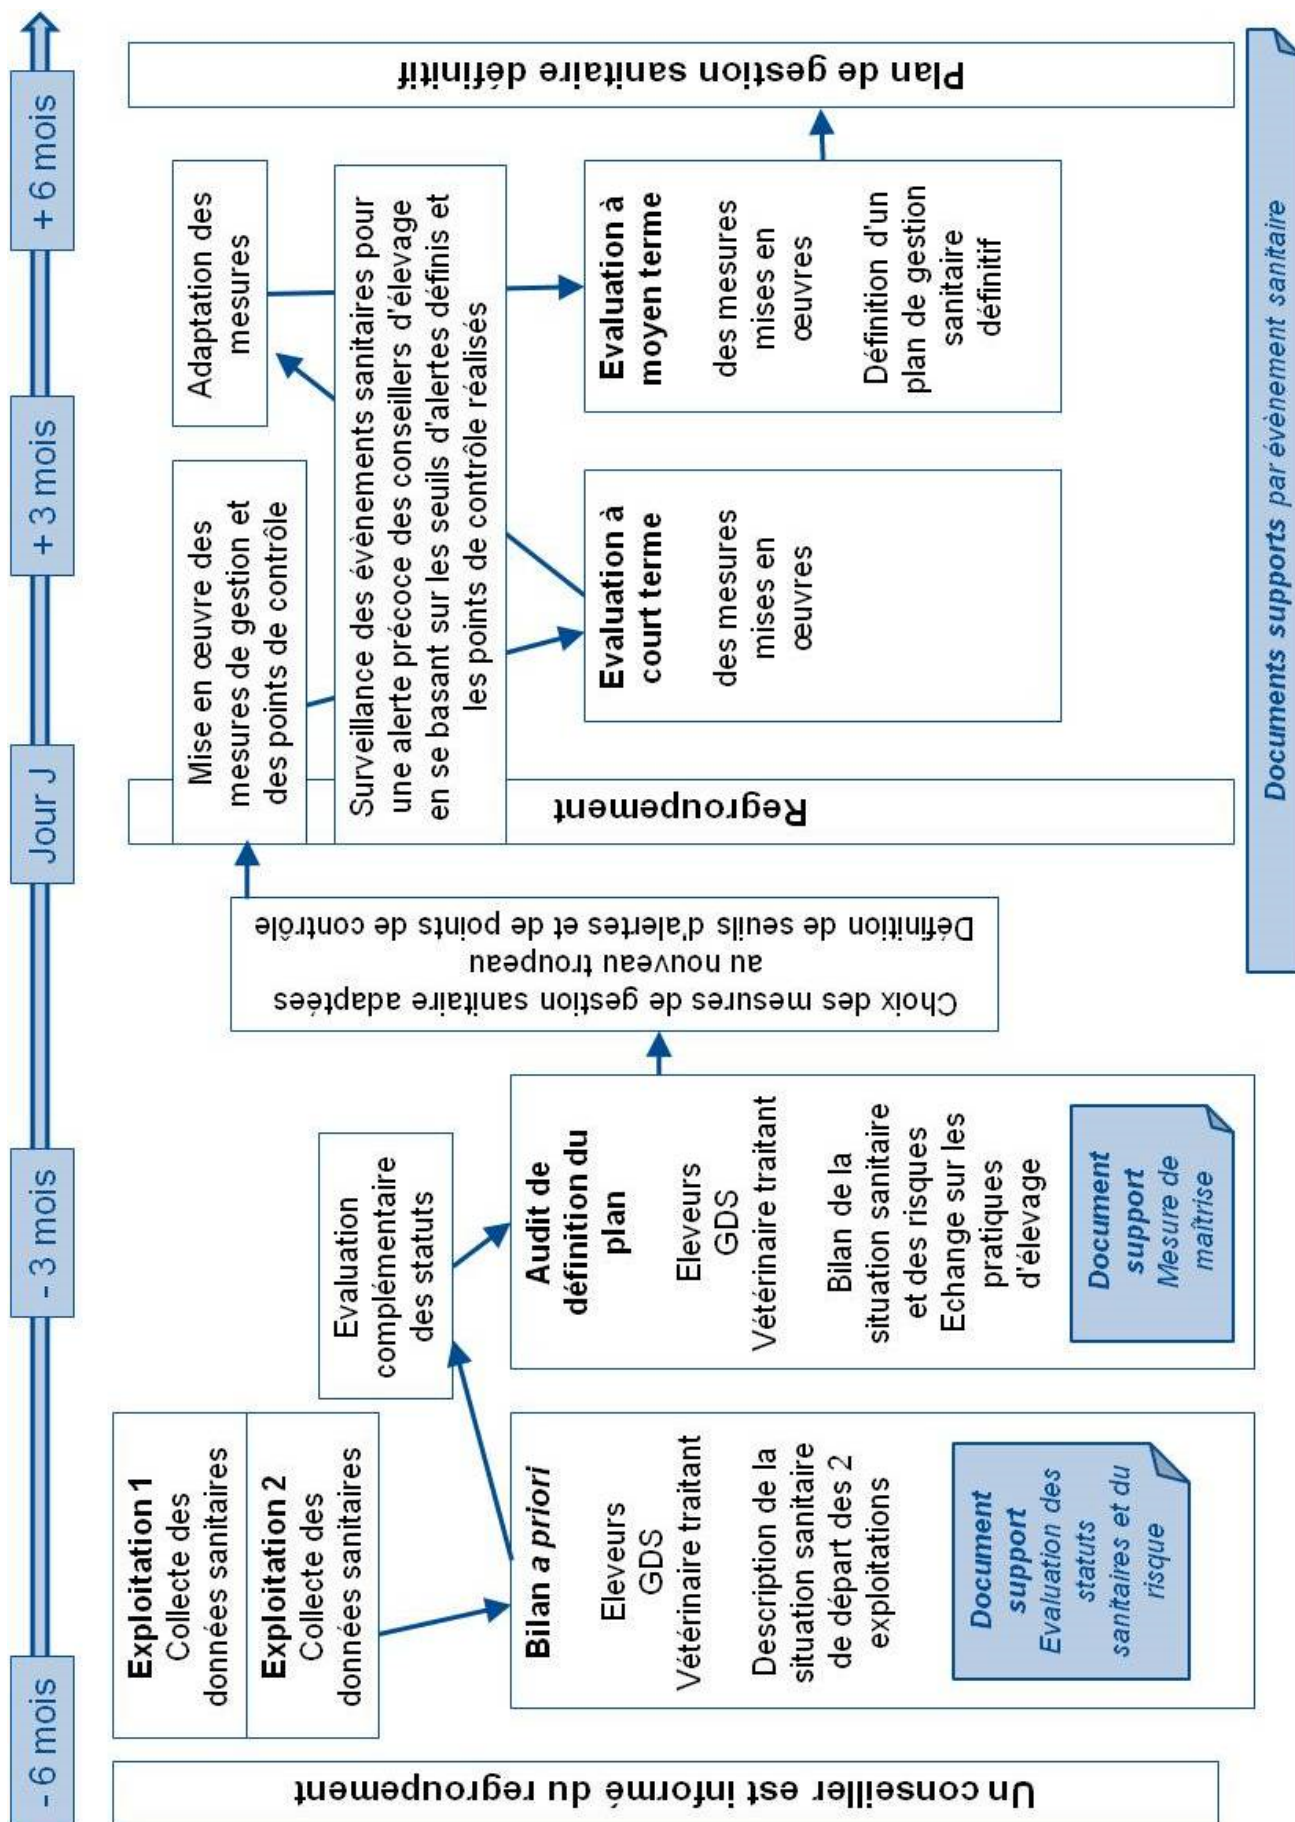 - 6 mois
- 3 mois
Jour J
+ 3 mois
+ 6 mois
Un conseiller est informé du regroupement
Exploitation 1
Collecte des
données sanitaires
Exploitation 2
Collecte des
données sanitaires
Bilan a priori
Eleveurs
GDS
Vétérinaire traitant
Description de la
situation sanitaire
de départ des 2
exploitations
Document
support
Evaluation des
statuts
sanitaires et du
risque
Evaluation
complémentaire
des statuts
Audit de
définition du
plan
Eleveurs
GDS
Vétérinaire traitant
Bilan de la
situation sanitaire
et des risques
Echange sur les
pratiques
d'élevage
Document
support
Mesure de
maîtrise
Choix des mesures de gestion sanitaire adaptées
au nouveau troupeau
Définition de seuils d'alertes et de points de contrôle
Regroupement
Mise en œuvre des
mesures de gestion et
des points de contrôle
Surveillance des évènements sanitaires pour
une alerte précoce des conseillers d'élevage
en se basant sur les seuils d'alertes définis et
les points de contrôle réalisés
Evaluation à
court terme
des mesures
mises en
œuvres
Adaptation des
mesures
Evaluation à
moyen terme
des mesures
mises en
œuvres
Définition d'un
plan de gestion
sanitaire
définitif
Plan de gestion sanitaire définitif
Documents supports par évènement sanitaire